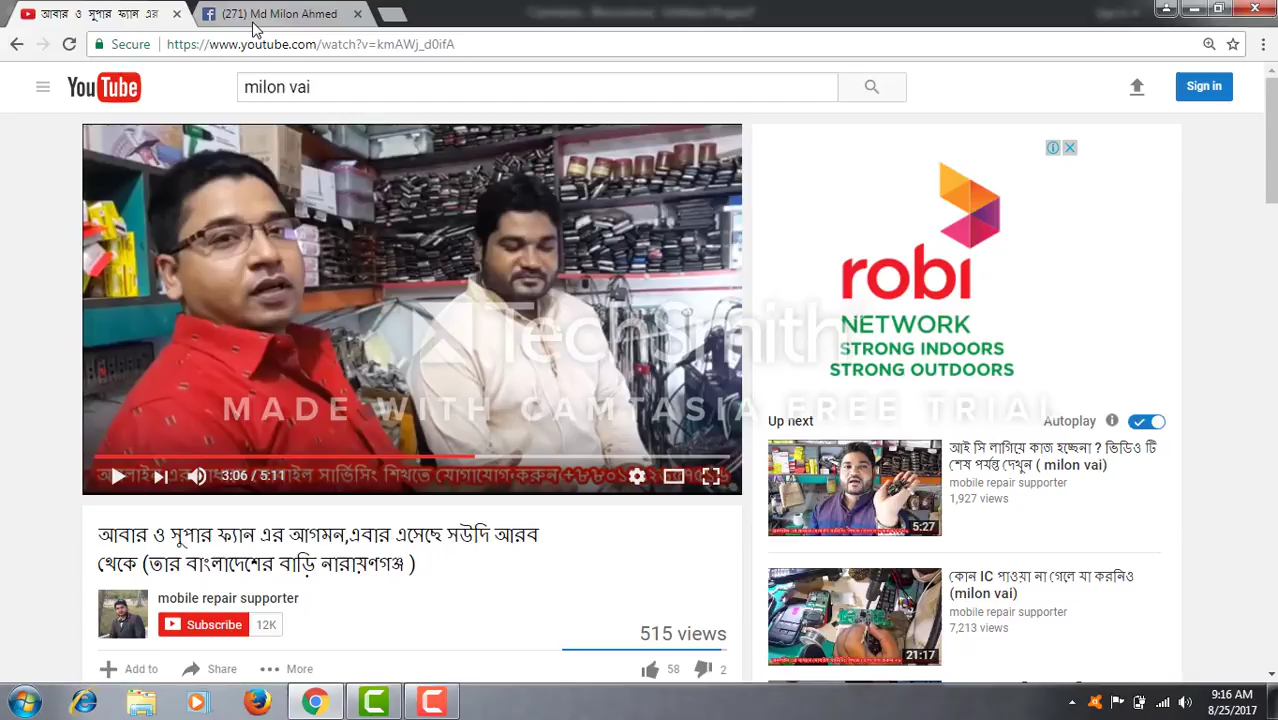 আবার ও সুপার ফ্যান এর
(271) Md Milon Ahmed
Secure
https://www.youtube.com/watch?v=kmAWj_d0ifA
YouTube
milon vai
Sign in
robi
NETWORK
STRONG INDOORS
STRONG OUTDOORS
TechSmith
MADE WITH CAMTASIA FREE TRIAL
3:06 / 5:11
সার্ভিসিং শিখতে যোগাযোগ করুন
Up next
Autoplay
আই সি লাগিয়ে কাজ হচ্ছেনা ? ভিডিও টি
শেষ পর্যন্ত দেখুন ( milon vai)
mobile repair supporter
1,927 views
5:27
আবার ও সুপার ফ্যান এর আগমন,এবার এসেছে সউদি আরব
থেকে (তার বাংলাদেশের বাড়ি নারায়ণগঞ্জ )
mobile repair supporter
Subscribe
12K
515 views
Add to
Share
More
58
2
কোন IC পাওয়া না গেলে যা করনিও
(milon vai)
mobile repair supporter
7,213 views
21:17
9:16 AM
8/25/2017